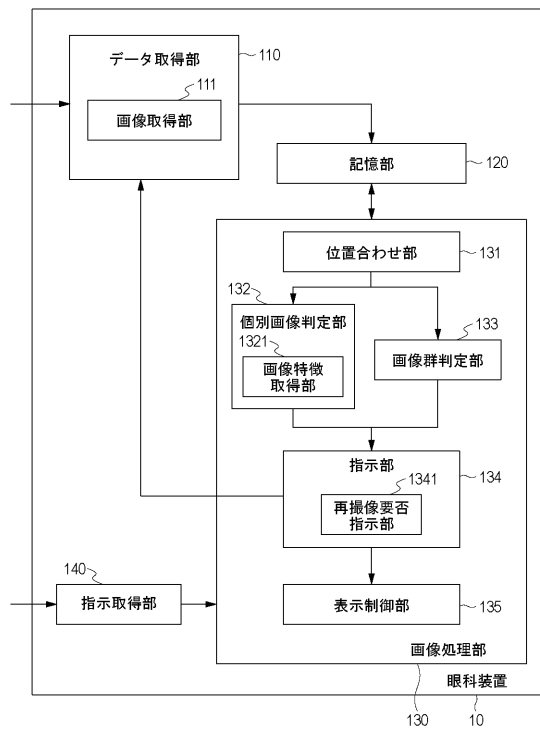 データ取得部
110
111
画像取得部
記憶部
120
位置合わせ部
131
132
個別画像判定部
1321
画像特徴
取得部
133
画像群判定部
指示部
134
1341
再撮像要否
指示部
140
指示取得部
表示制御部
135
画像処理部
130
眼科装置
10